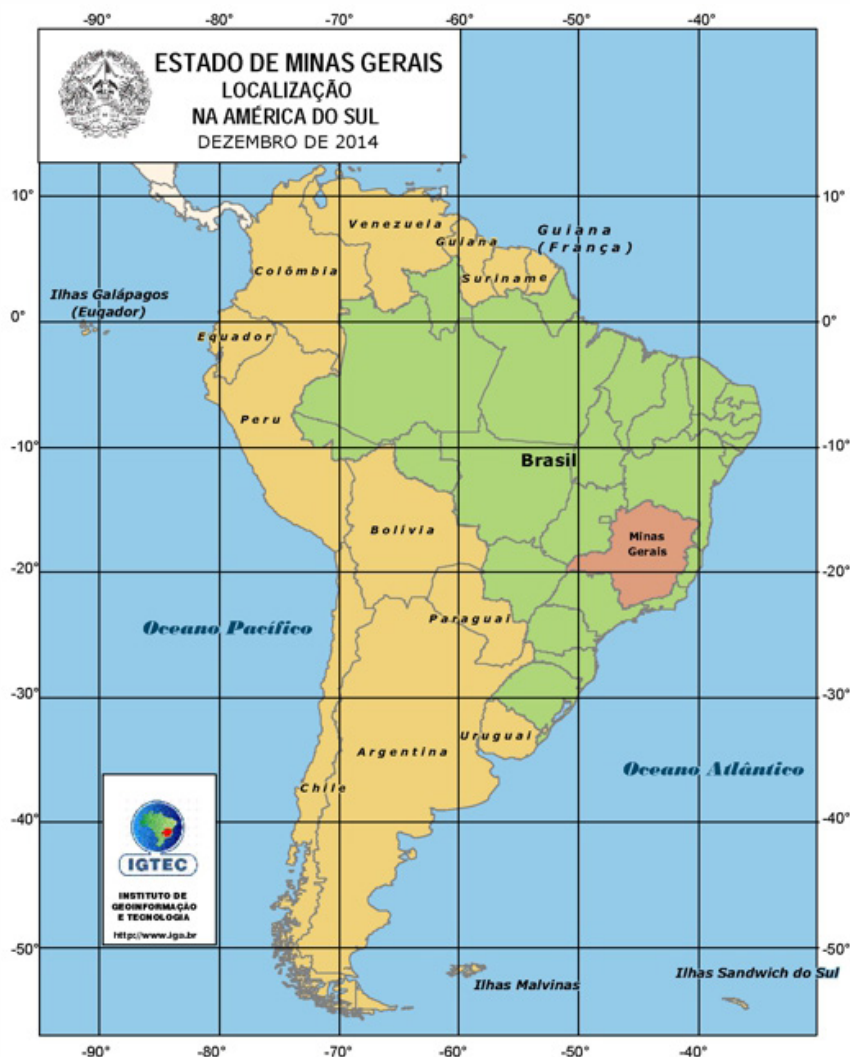 -90°
-80°
-70°
-60°
-50°
-40°
ESTADO DE MINAS GERAIS
LOCALIZAÇÃO
NA AMÉRICA DO SUL
DEZEMBRO DE 2014
10°
10°
Venezuela
Guiana
Guiana
(França)
Colômbia
Suriname
Ilhas Galápagos
(Euqador)
0°
0°
Equador
Peru
-10°
-10°
Brasil
Bolívia
Minas
Gerais
-20°
-20°
Paraguai
Oceano Pacífico
-30°
-30°
Uruguai
Argentina
Oceano Atlântico
Chile
-40°
-40°
IGTEC
INSTITUTO DE
GEOINFORMAÇÃO
E TECNOLOGIA
http://www.iga.br
-50°
-50°
Ilhas Malvinas
Ilhas Sandwich do Sul
-90°
-80°
-70°
-60°
-50°
-40°